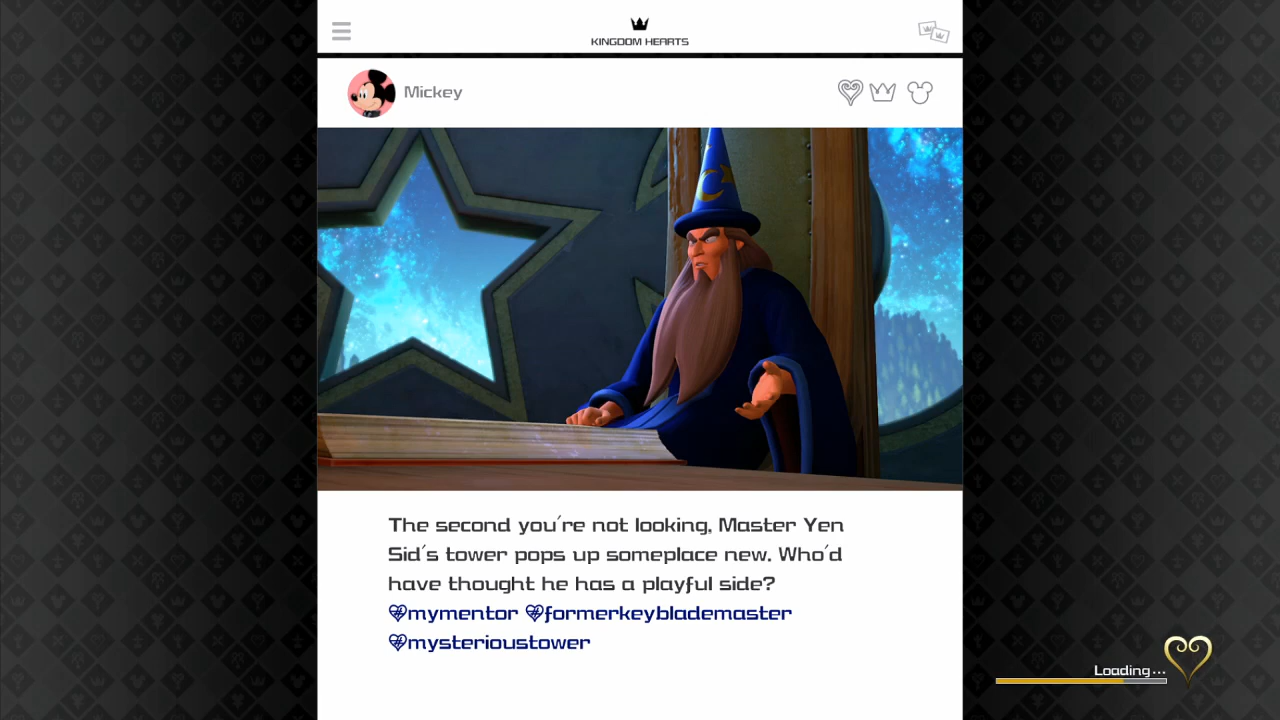 KINGDOM HEARTS
Mickey
The second you're not looking, Master Yen
Sid's tower pops up someplace new. Who'd
have thought he has a playful side?
#mymentor #formerkeyblademaster
#mysterioustower
Loading...